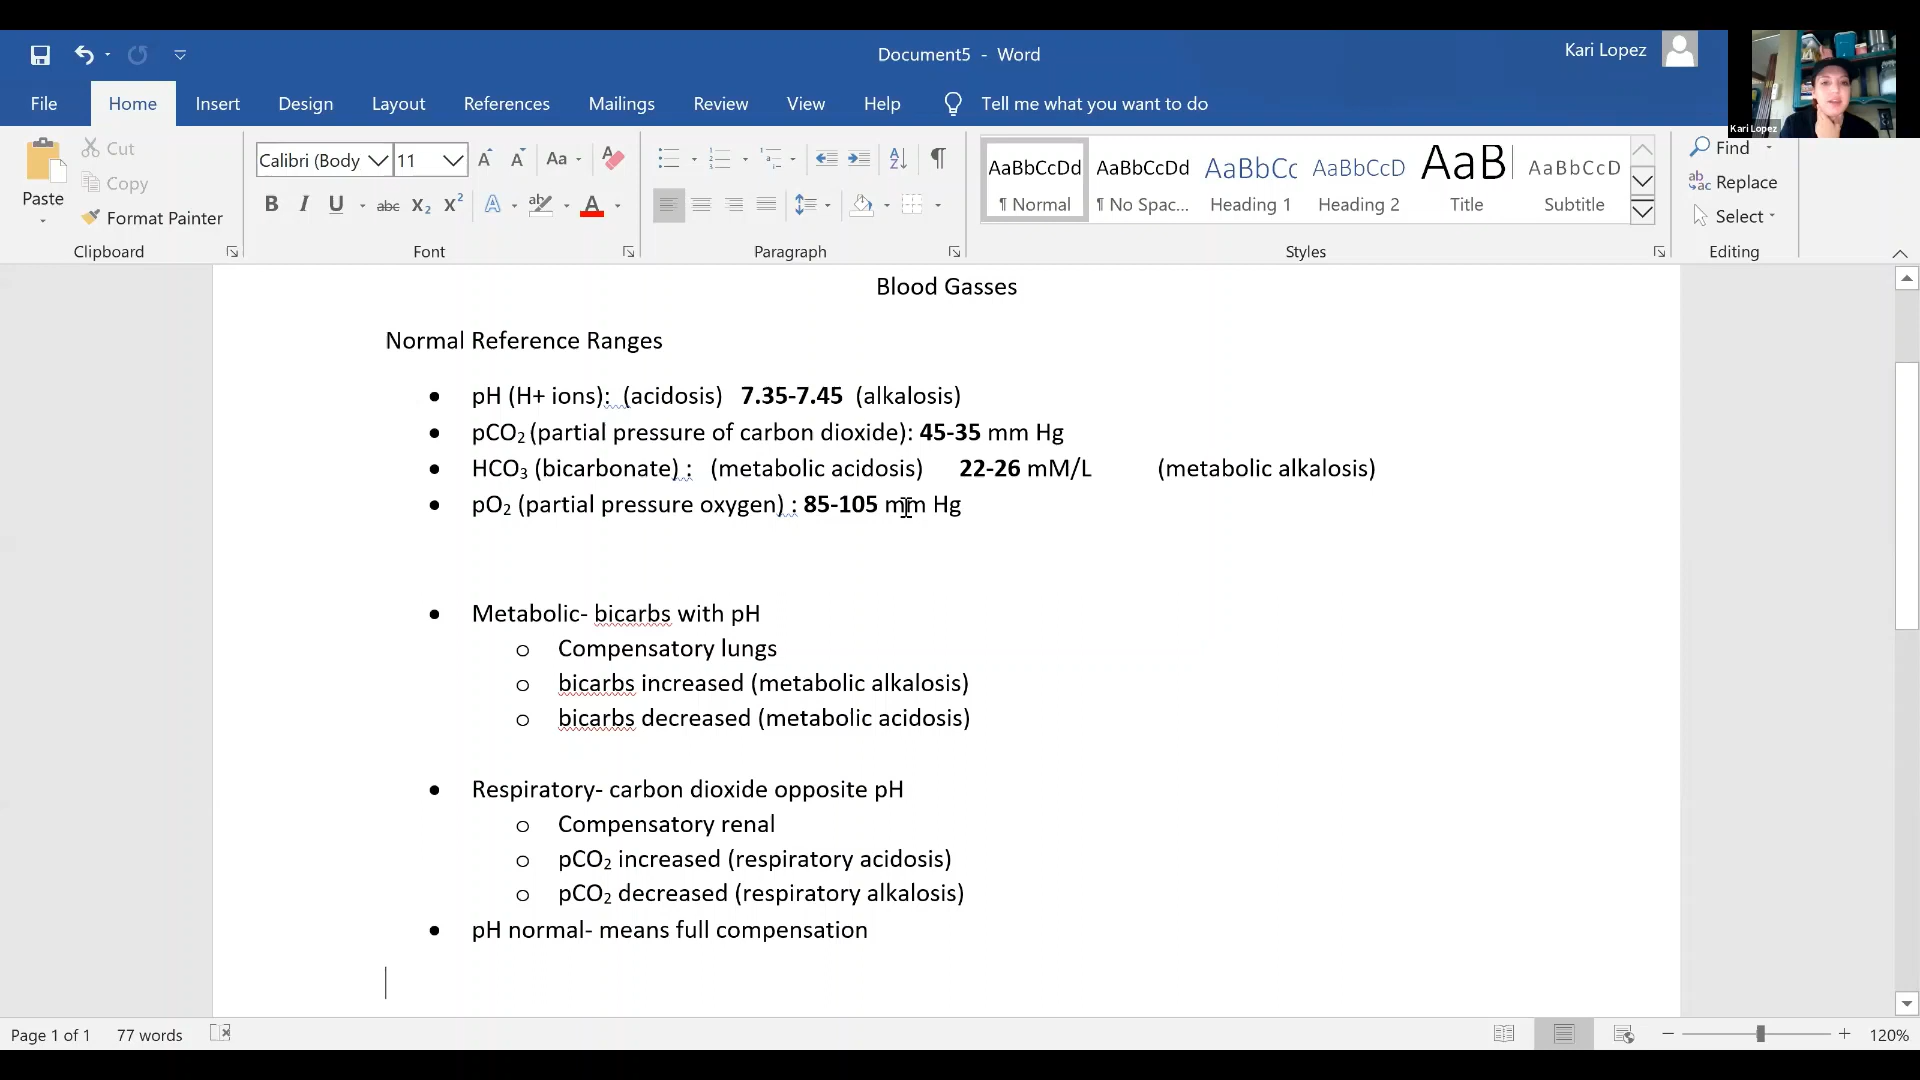 Document5 - Word
Kari Lopez
Kari Lopez
File Home Insert Design Layout References Mailings Review View Help Tell me what you want to do
Paste
Cut
Copy
Format Painter
Clipboard
Calibri (Body 11
Aa
B I U abc X₂ X² A ab A
Font
A Z ¶
Paragraph
AaBbCcDd AaBbCcDd AaBbCc AaBbCcD AaB AaBbCcD
¶ Normal ¶ No Spac... Heading 1 Heading 2 Title Subtitle
Styles
Find
Replace
Select
Editing
Blood Gasses
Normal Reference Ranges
• pH (H+ ions): (acidosis) 7.35-7.45 (alkalosis)
• pCO₂ (partial pressure of carbon dioxide): 45-35 mm Hg
• HCO₃ (bicarbonate) : (metabolic acidosis) 22-26 mM/L (metabolic alkalosis)
• pO₂ (partial pressure oxygen) : 85-105 mm Hg
• Metabolic- bicarbs with pH
o Compensatory lungs
o bicarbs increased (metabolic alkalosis)
o bicarbs decreased (metabolic acidosis)
• Respiratory- carbon dioxide opposite pH
o Compensatory renal
o pCO₂ increased (respiratory acidosis)
o pCO₂ decreased (respiratory alkalosis)
• pH normal- means full compensation
Page 1 of 1 77 words
120%